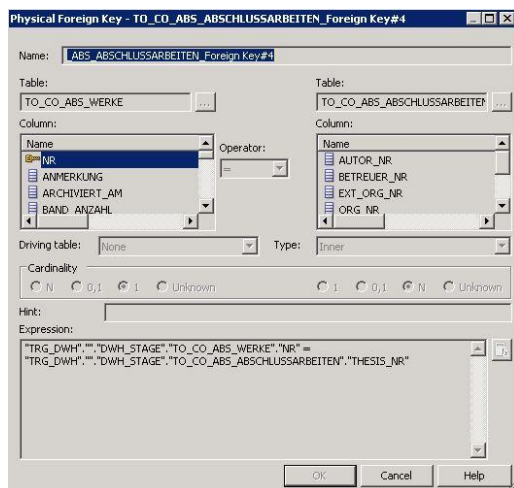 Physical Foreign Key - TO_CO_ABS_ABSCHLUSSARBEITEN_Foreign Key#4
Name: _ABS_ABSCHLUSSARBEITEN_Foreign Key#4
Table: Table:
TO_CO_ABS_WERKE ... TO_CO_ABS_ABSCHLUSSARBEITEN ...
Column: Column:
Name Operator: Name
NR = AUTOR_NR
ANMERKUNG BETREUER_NR
ARCHIVIERT_AM EXT_ORG_NR
BAND_ANZAHL ORG_NR
Driving table: None Type: Inner
Cardinality
N 0,1 1 Unknown 1 0,1 N Unknown
Hint:
Expression:
"TRG_DWH".""."DWH_STAGE"."TO_CO_ABS_WERKE"."NR" =
"TRG_DWH".""."DWH_STAGE"."TO_CO_ABS_ABSCHLUSSARBEITEN"."THESIS_NR"
OK Cancel Help